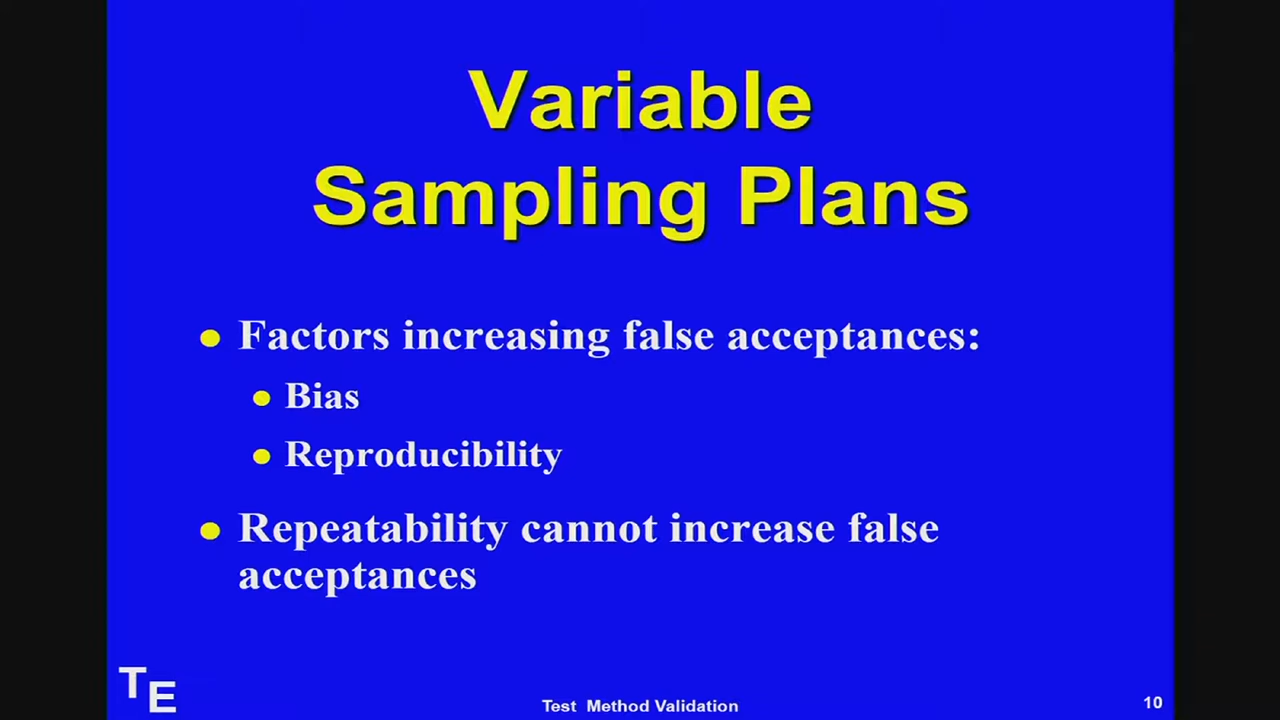 Variable
Sampling Plans
Factors increasing false acceptances:
Bias
Reproducibility
Repeatability cannot increase false
acceptances
TE
Test Method Validation
10